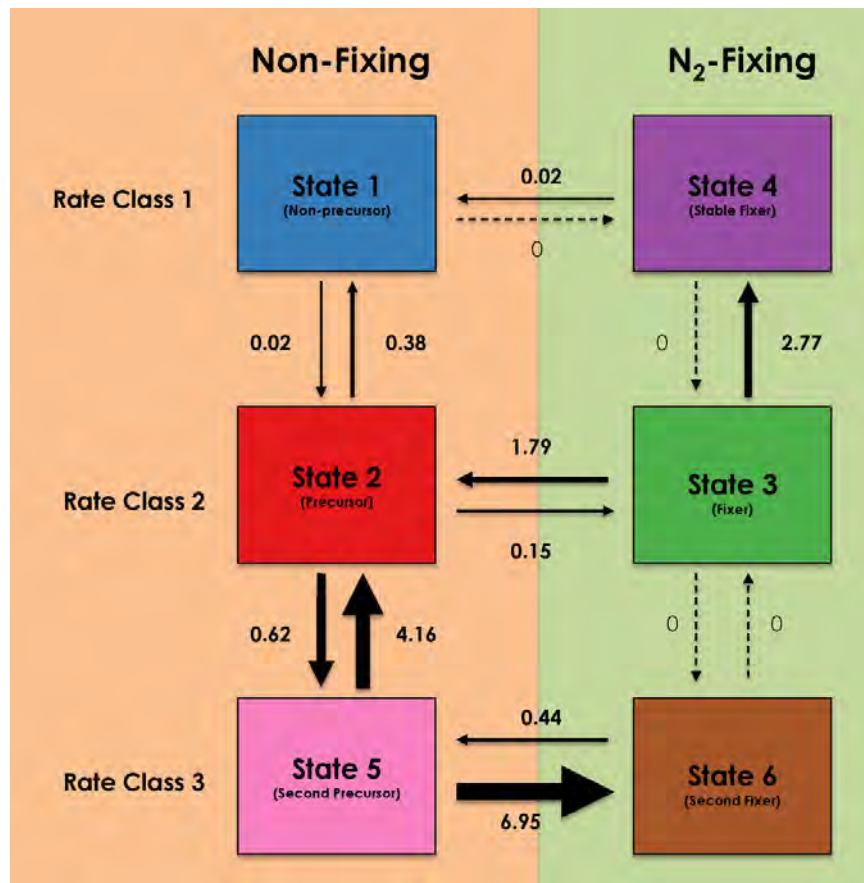 Non-Fixing
N₂-Fixing
Rate Class 1
State 1
(Non-precursor)
0.02
0
State 4
(Stable Fixer)
0.02
0.38
0
2.77
Rate Class 2
State 2
(Precursor)
1.79
0.15
State 3
(Fixer)
0.62
4.16
0
0
Rate Class 3
State 5
(Second Precursor)
0.44
6.95
State 6
(Second Fixer)